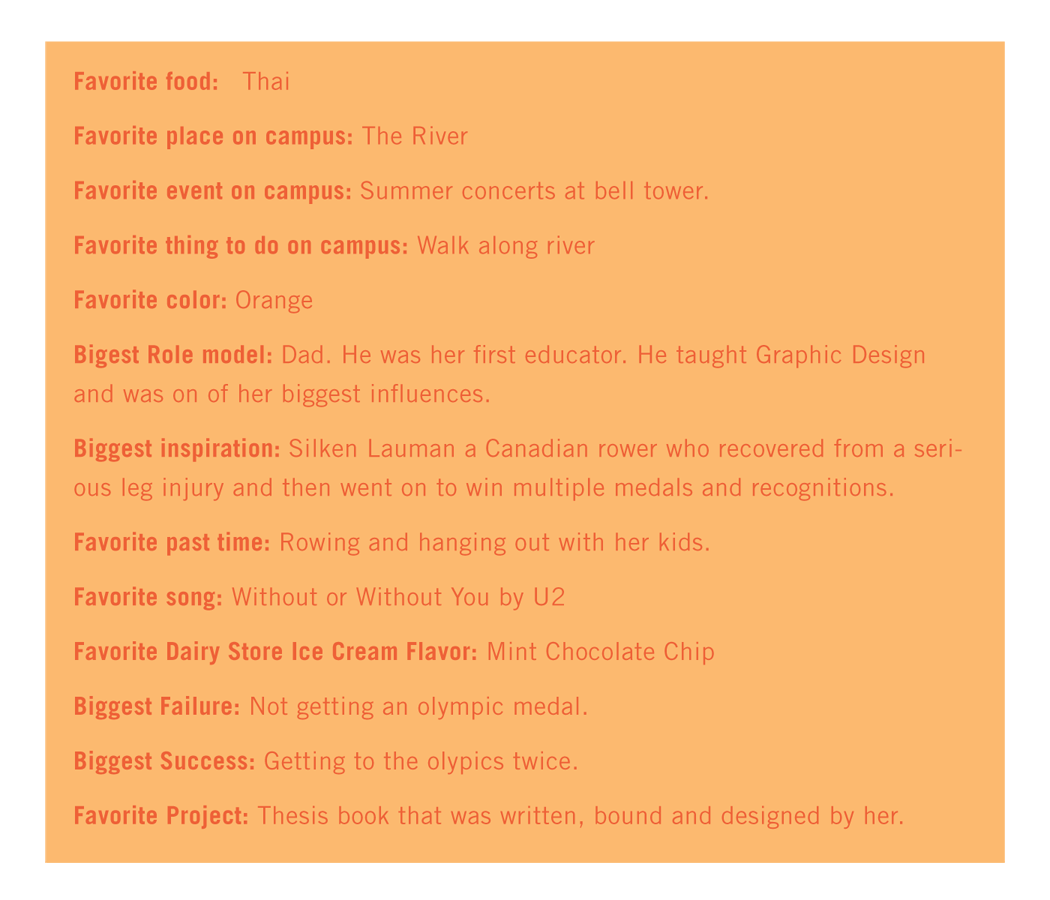 Favorite food: Thai
Favorite place on campus: The River
Favorite event on campus: Summer concerts at bell tower.
Favorite thing to do on campus: Walk along river
Favorite color: Orange
Bigest Role model: Dad. He was her first educator. He taught Graphic Design
and was on of her biggest influences.
Biggest inspiration: Silken Lauman a Canadian rower who recovered from a seri-
ous leg injury and then went on to win multiple medals and recognitions.
Favorite past time: Rowing and hanging out with her kids.
Favorite song: Without or Without You by U2
Favorite Dairy Store Ice Cream Flavor: Mint Chocolate Chip
Biggest Failure: Not getting an olympic medal.
Biggest Success: Getting to the olypics twice.
Favorite Project: Thesis book that was written, bound and designed by her.